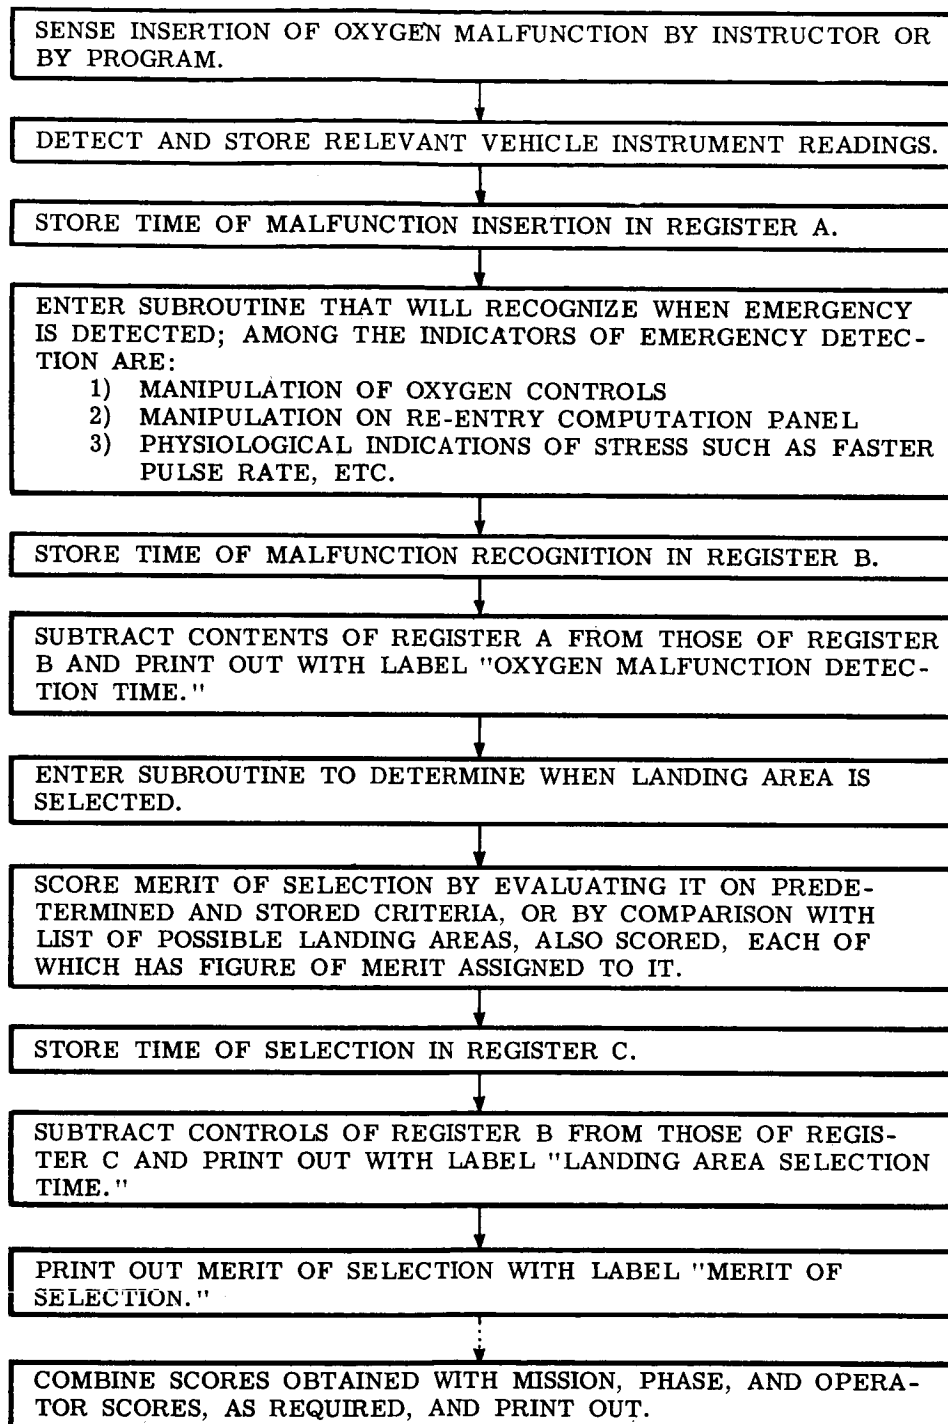 SENSE INSERTION OF OXYGEN MALFUNCTION BY INSTRUCTOR OR
BY PROGRAM.
DETECT AND STORE RELEVANT VEHICLE INSTRUMENT READINGS.
STORE TIME OF MALFUNCTION INSERTION IN REGISTER A.
ENTER SUBROUTINE THAT WILL RECOGNIZE WHEN EMERGENCY
IS DETECTED; AMONG THE INDICATORS OF EMERGENCY DETEC-
TION ARE:
1) MANIPULATION OF OXYGEN CONTROLS
2) MANIPULATION ON RE-ENTRY COMPUTATION PANEL
3) PHYSIOLOGICAL INDICATIONS OF STRESS SUCH AS FASTER
PULSE RATE, ETC.
STORE TIME OF MALFUNCTION RECOGNITION IN REGISTER B.
SUBTRACT CONTENTS OF REGISTER A FROM THOSE OF REGISTER
B AND PRINT OUT WITH LABEL "OXYGEN MALFUNCTION DETEC-
TION TIME."
ENTER SUBROUTINE TO DETERMINE WHEN LANDING AREA IS
SELECTED.
SCORE MERIT OF SELECTION BY EVALUATING IT ON PREDE-
TERMINED AND STORED CRITERIA, OR BY COMPARISON WITH
LIST OF POSSIBLE LANDING AREAS, ALSO SCORED, EACH OF
WHICH HAS FIGURE OF MERIT ASSIGNED TO IT.
STORE TIME OF SELECTION IN REGISTER C.
SUBTRACT CONTROLS OF REGISTER B FROM THOSE OF REGIS-
TER C AND PRINT OUT WITH LABEL "LANDING AREA SELECTION
TIME."
PRINT OUT MERIT OF SELECTION WITH LABEL "MERIT OF
SELECTION."
COMBINE SCORES OBTAINED WITH MISSION, PHASE, AND OPERA-
TOR SCORES, AS REQUIRED, AND PRINT OUT.